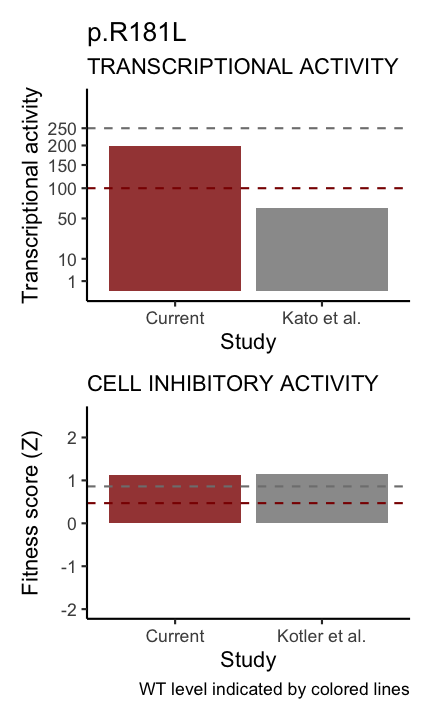 p.R181L
TRANSCRIPTIONAL ACTIVITY
Transcriptional activity
250
200
150
100
50
10
1
Current
Kato et al.
Study
CELL INHIBITORY ACTIVITY
Fitness score (Z)
2
1
0
-1
-2
Current
Kotler et al.
Study
WT level indicated by colored lines